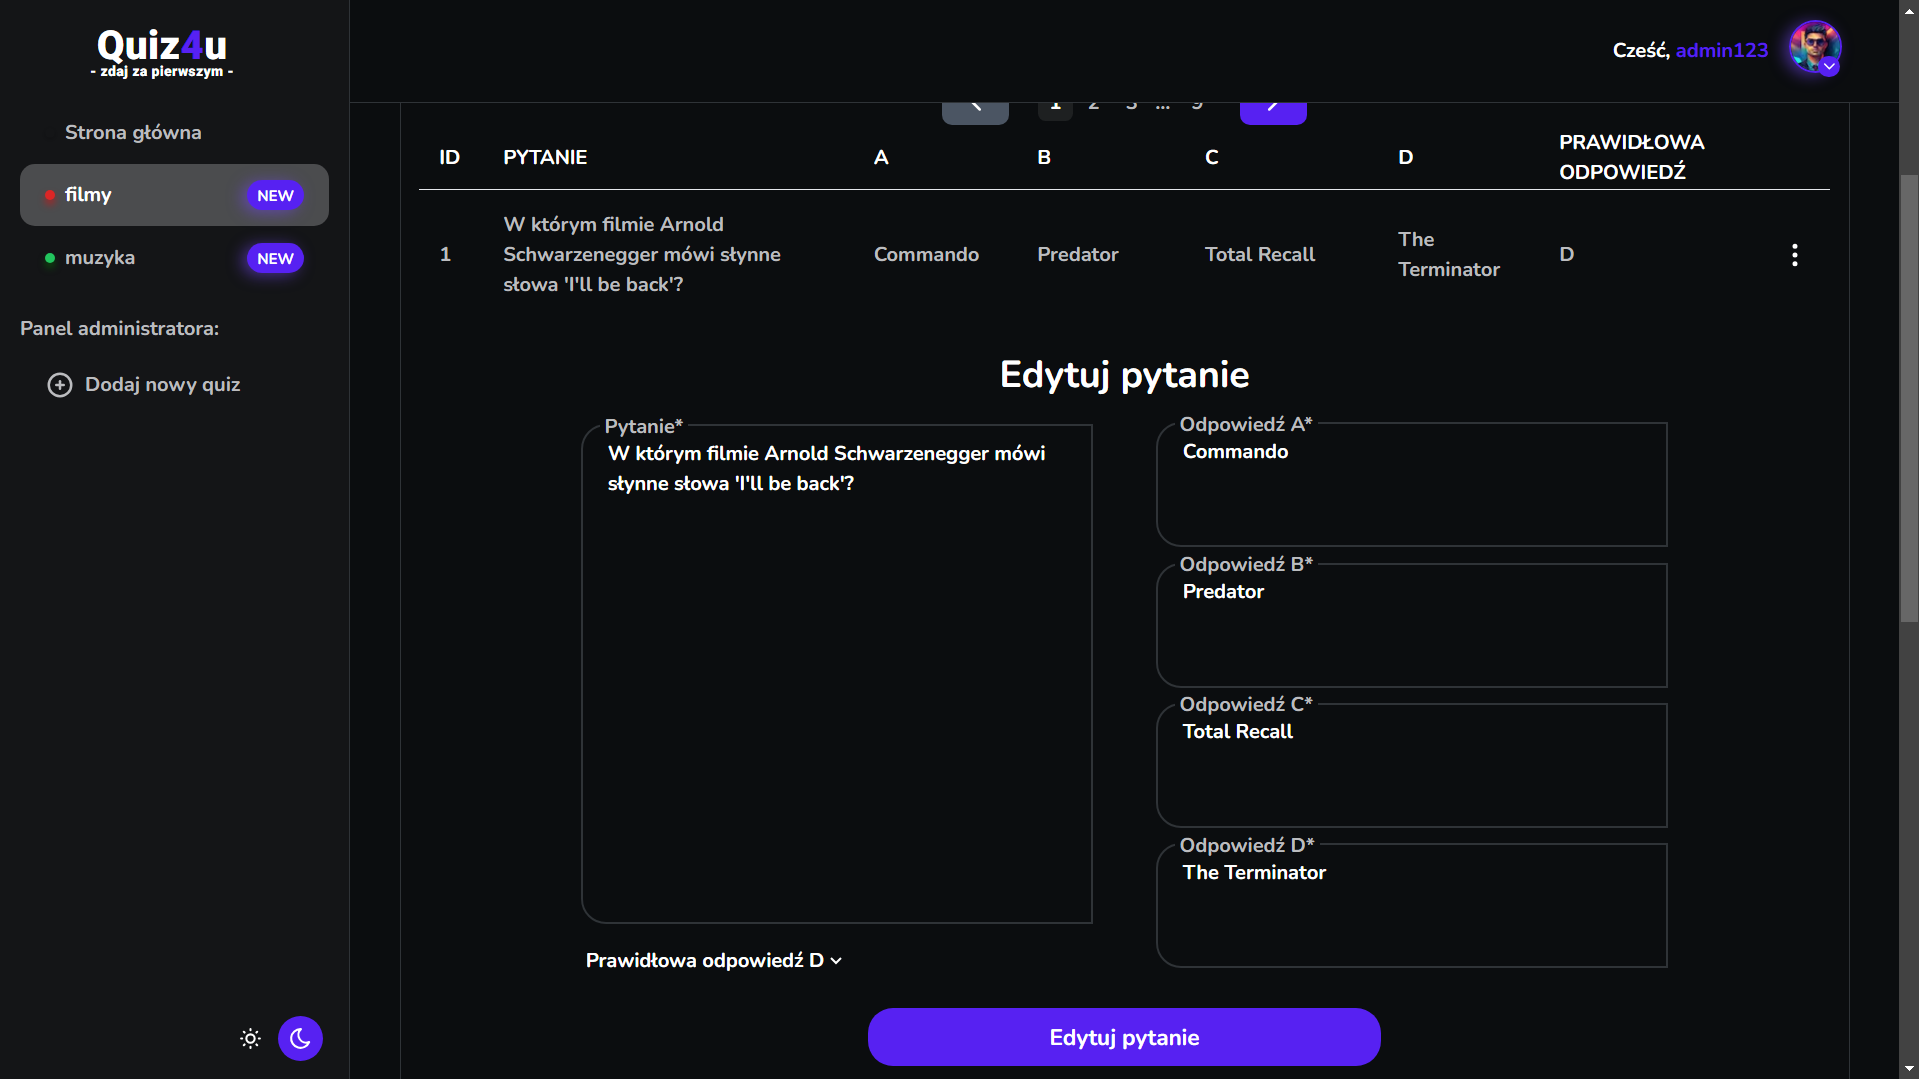 Quiz4u
- zdaj za pierwszym -
Strona główna
filmy NEW
muzyka NEW
Panel administratora:
Dodaj nowy quiz
Cześć, admin123
1 2 3 ... 9
ID PYTANIE A B C D PRAWIDŁOWA
ODPOWIEDŹ
1
W którym filmie Arnold
Schwarzenegger mówi słynne
słowa 'I'll be back'?
Commando
Predator
Total Recall
The
Terminator
D
Edytuj pytanie
Pytanie*
W którym filmie Arnold Schwarzenegger mówi
słynne słowa 'I'll be back'?
Prawidłowa odpowiedź D
Odpowiedź A*
Commando
Odpowiedź B*
Predator
Odpowiedź C*
Total Recall
Odpowiedź D*
The Terminator
Edytuj pytanie